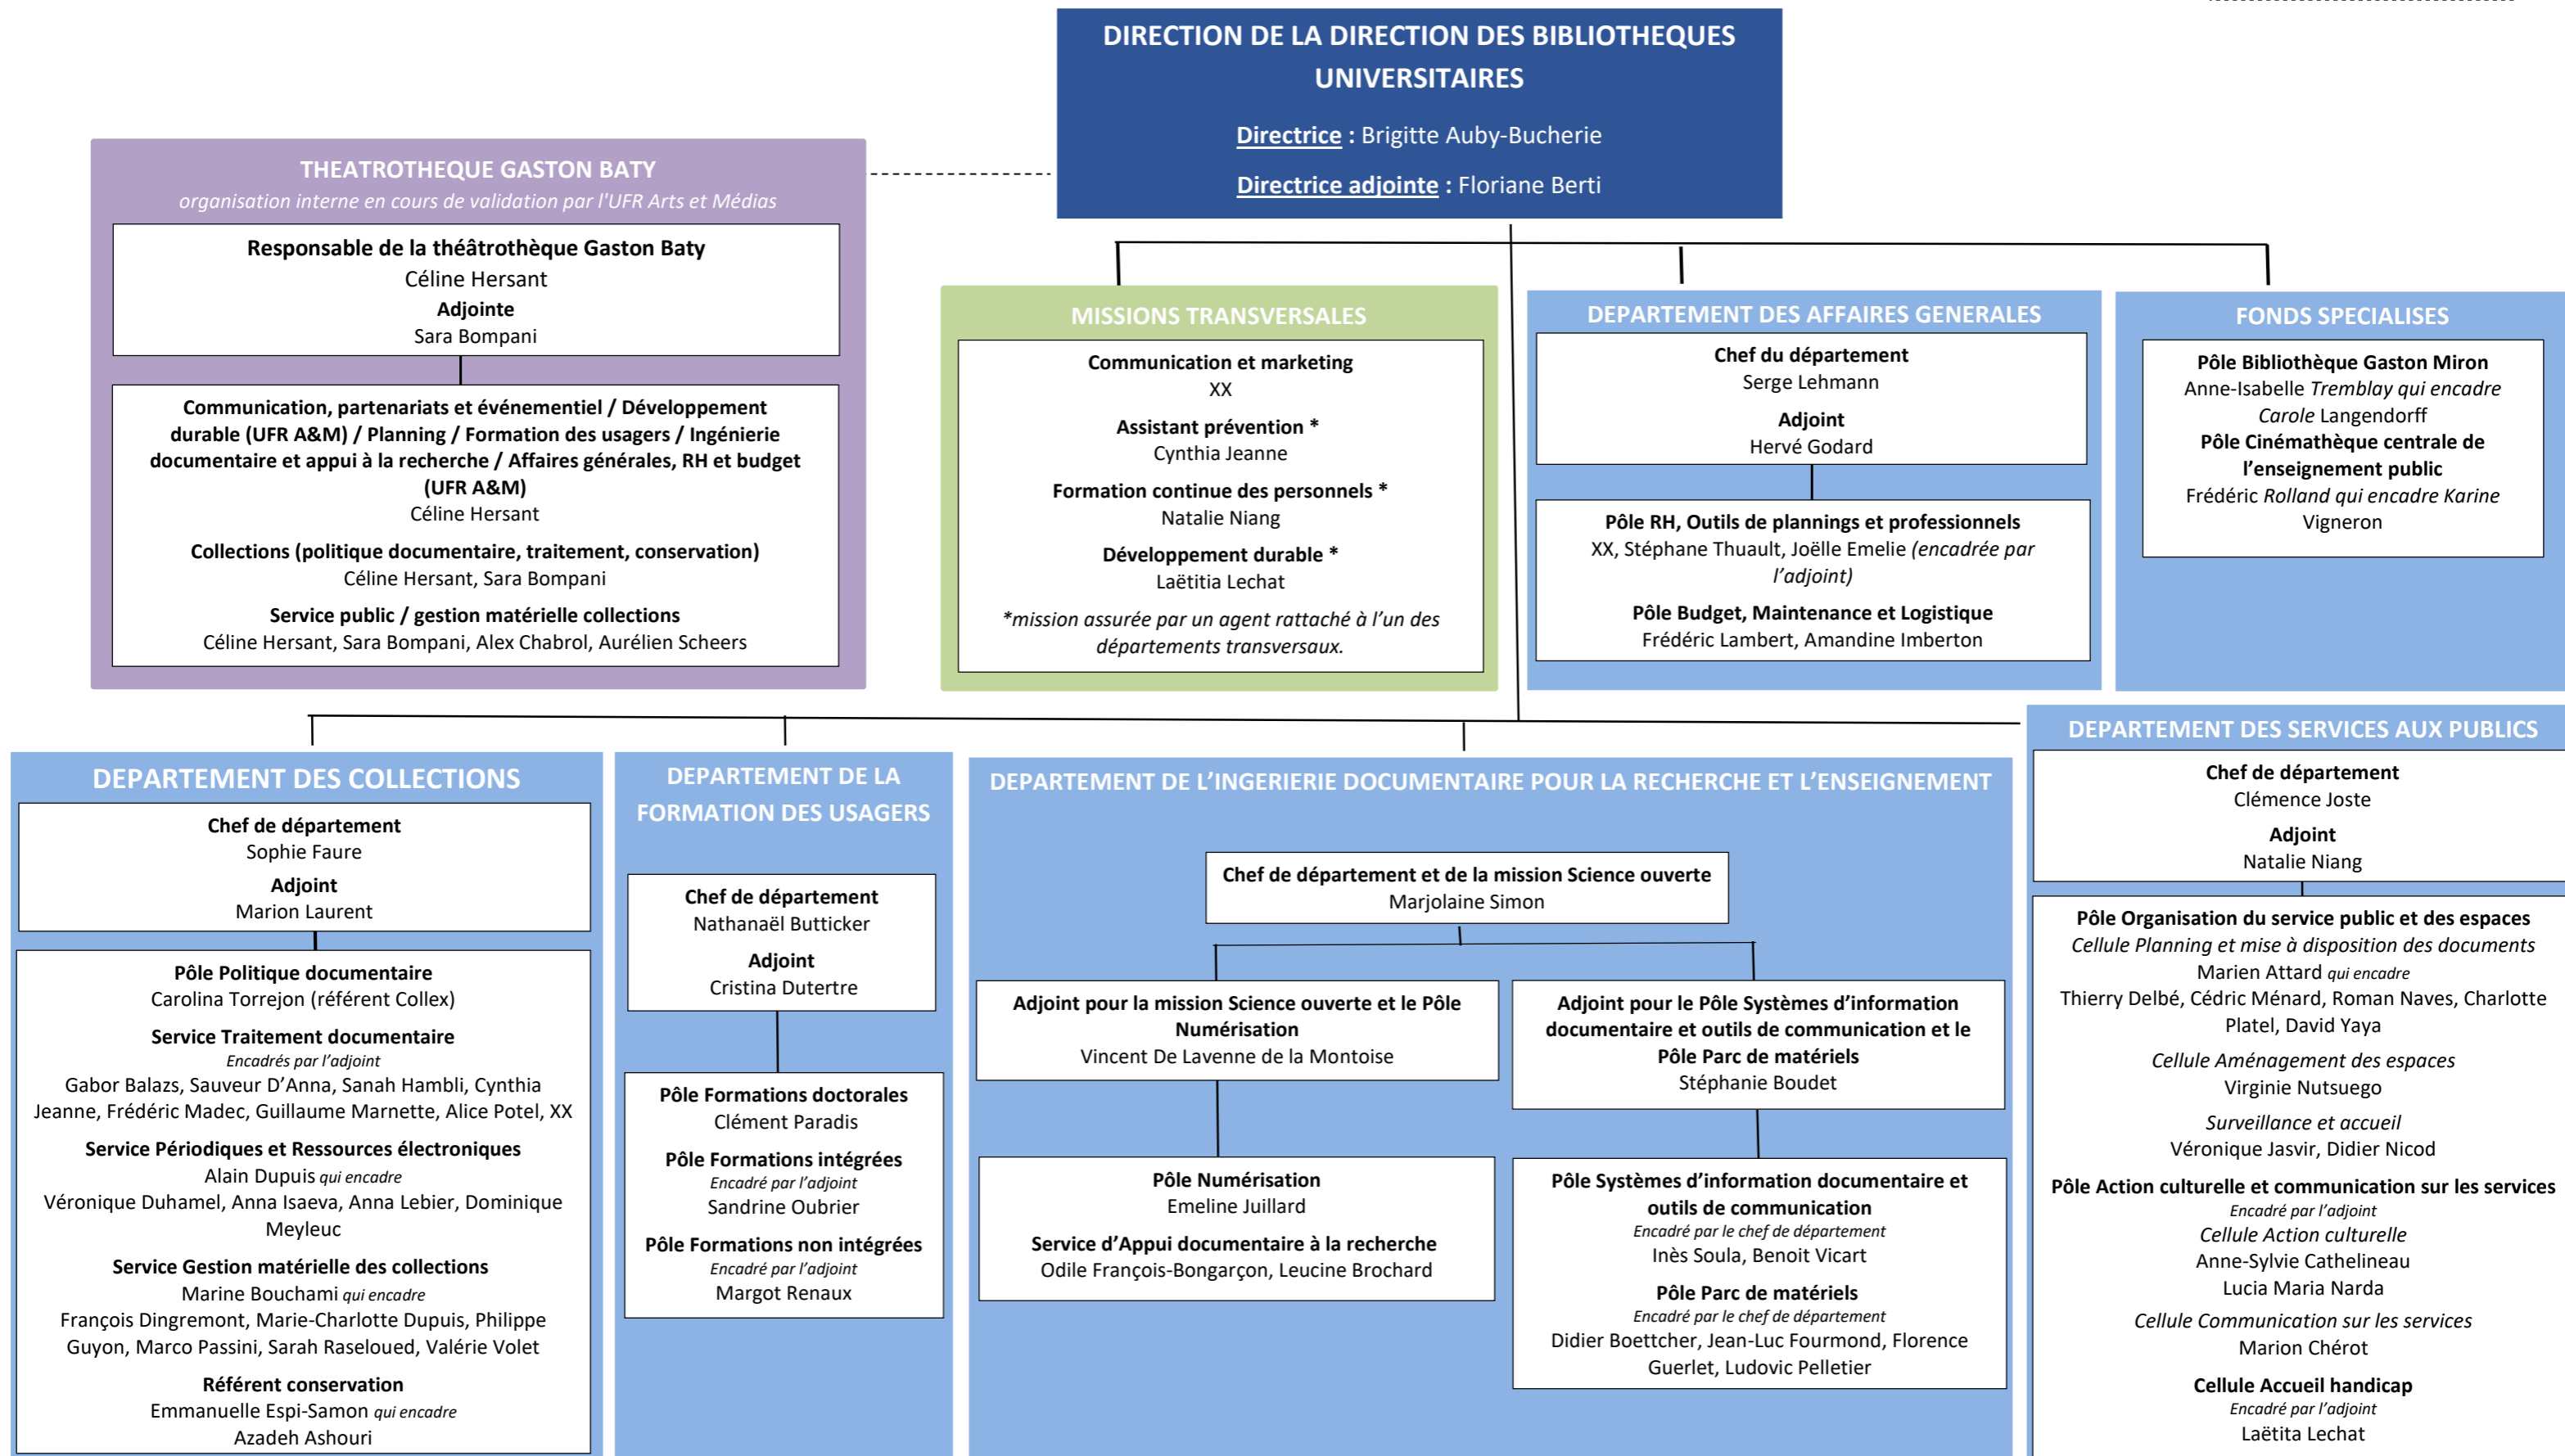 DIRECTION DE LA DIRECTION DES BIBLIOTHEQUES
UNIVERSITAIRES
Directrice : Brigitte Auby-Bucherie
Directrice adjointe : Floriane Berti
THEATROTHEQUE GASTON BATY
organisation interne en cours de validation par l'UFR Arts et Médias
Responsable de la théâtrothèque Gaston Baty
Céline Hersant
Adjointe
Sara Bompani
Communication, partenariats et événementiel / Développement
durable (UFR A&M) / Planning / Formation des usagers / Ingénierie
documentaire et appui à la recherche / Affaires générales, RH et budget
(UFR A&M)
Céline Hersant
Collections (politique documentaire, traitement, conservation)
Céline Hersant, Sara Bompani
Service public / gestion matérielle collections
Céline Hersant, Sara Bompani, Alex Chabrol, Aurélien Scheers
MISSIONS TRANSVERSALES
Communication et marketing
XX
Assistant prévention *
Cynthia Jeanne
Formation continue des personnels *
Natalie Niang
Développement durable *
Laëtitia Lechat
*mission assurée par un agent rattaché à l'un des
départements transversaux.
DEPARTEMENT DES AFFAIRES GENERALES
Chef du département
Serge Lehmann
Adjoint
Hervé Godard
Pôle RH, Outils de plannings et professionnels
XX, Stéphane Thuault, Joëlle Emelie (encadrée par
l'adjoint)
Pôle Budget, Maintenance et Logistique
Frédéric Lambert, Amandine Imberton
FONDS SPECIALISES
Pôle Bibliothèque Gaston Miron
Anne-Isabelle Tremblay qui encadre
Carole Langendorff
Pôle Cinémathèque centrale de
l'enseignement public
Frédéric Rolland qui encadre Karine
Vigneron
DEPARTEMENT DES COLLECTIONS
Chef de département
Sophie Faure
Adjoint
Marion Laurent
Pôle Politique documentaire
Carolina Torrejon (référent Collex)
Service Traitement documentaire
Encadrés par l'adjoint
Gabor Balazs, Sauveur D'Anna, Sanah Hambli, Cynthia
Jeanne, Frédéric Madec, Guillaume Marnette, Alice Potel, XX
Service Périodiques et Ressources électroniques
Alain Dupuis qui encadre
Véronique Duhamel, Anna Isaeva, Anna Lebier, Dominique
Meyleuc
Service Gestion matérielle des collections
Marine Bouchami qui encadre
François Dingremont, Marie-Charlotte Dupuis, Philippe
Guyon, Marco Passini, Sarah Raseloued, Valérie Volet
Référent conservation
Emmanuelle Espi-Samon qui encadre
Azadeh Ashouri
DEPARTEMENT DE LA
FORMATION DES USAGERS
Chef de département
Nathanaël Butticker
Adjoint
Cristina Dutertre
Pôle Formations doctorales
Clément Paradis
Pôle Formations intégrées
Encadré par l'adjoint
Sandrine Oubrier
Pôle Formations non intégrées
Encadré par l'adjoint
Margot Renaux
DEPARTEMENT DE L'INGERIERIE DOCUMENTAIRE POUR LA RECHERCHE ET L'ENSEIGNEMENT
Chef de département et de la mission Science ouverte
Marjolaine Simon
Adjoint pour la mission Science ouverte et le Pôle
Numérisation
Vincent De Lavenne de la Montoise
Pôle Numérisation
Emeline Juillard
Service d'Appui documentaire à la recherche
Odile François-Bongarçon, Leucine Brochard
Adjoint pour le Pôle Systèmes d'information
documentaire et outils de communication et le
Pôle Parc de matériels
Stéphanie Boudet
Pôle Systèmes d'information documentaire et
outils de communication
Encadré par le chef de département
Inès Soula, Benoit Vicart
Pôle Parc de matériels
Encadré par le chef de département
Didier Boettcher, Jean-Luc Fourmond, Florence
Guerlet, Ludovic Pelletier
DEPARTEMENT DES SERVICES AUX PUBLICS
Chef de département
Clémence Joste
Adjoint
Natalie Niang
Pôle Organisation du service public et des espaces
Cellule Planning et mise à disposition des documents
Marien Attard qui encadre
Thierry Delbé, Cédric Ménard, Roman Naves, Charlotte
Platel, David Yaya
Cellule Aménagement des espaces
Virginie Nutsuego
Surveillance et accueil
Véronique Jasvir, Didier Nicod
Pôle Action culturelle et communication sur les services
Encadré par l'adjoint
Cellule Action culturelle
Anne-Sylvie Cathelineau
Lucia Maria Narda
Cellule Communication sur les services
Marion Chérot
Cellule Accueil handicap
Encadré par l'adjoint
Laëtita Lechat